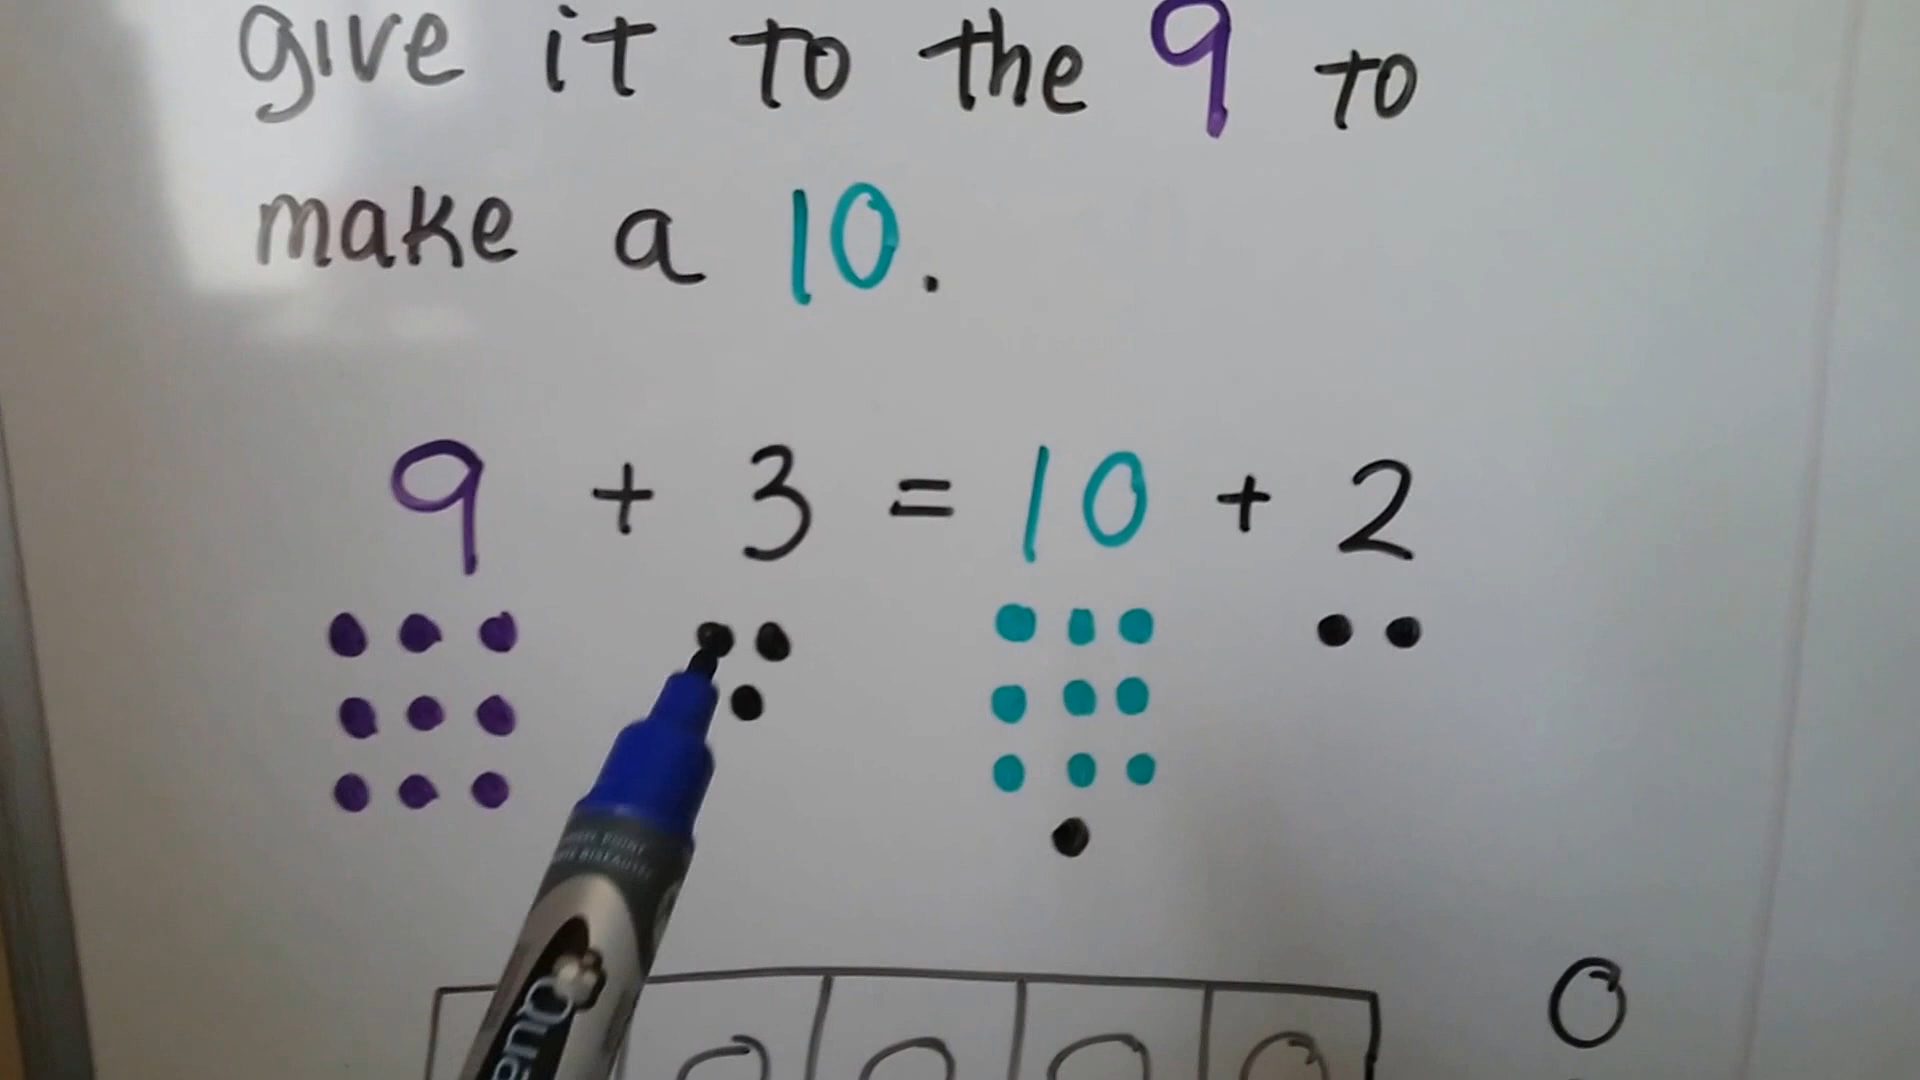 give it to the 9 to
make a 10.
9 + 3 = 10 + 2